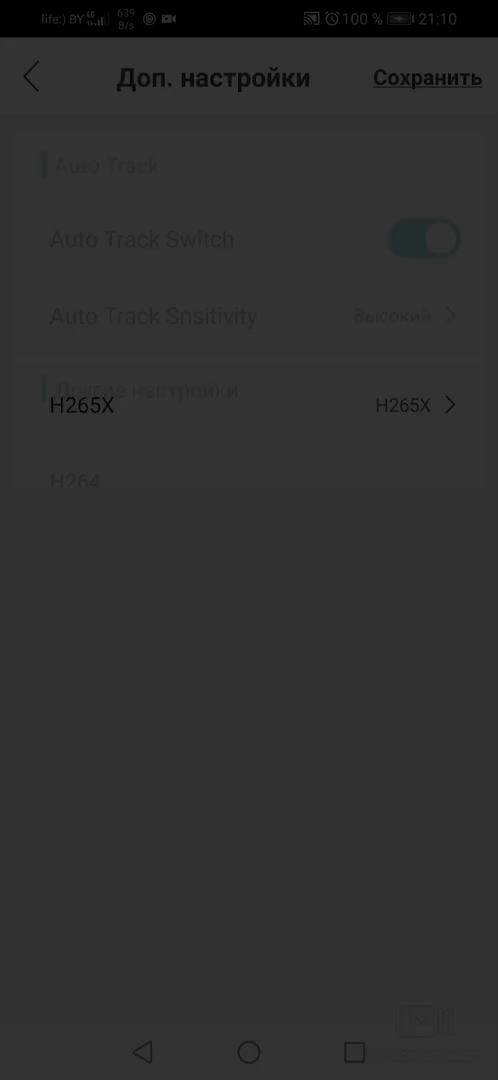 life:) BY 4G 639 B/s 100 % 21:10
Доп. настройки Сохранить
Auto Track
Auto Track Switch
Auto Track Snsitivity Высокий
Другие настройки
H265X H265X
H264